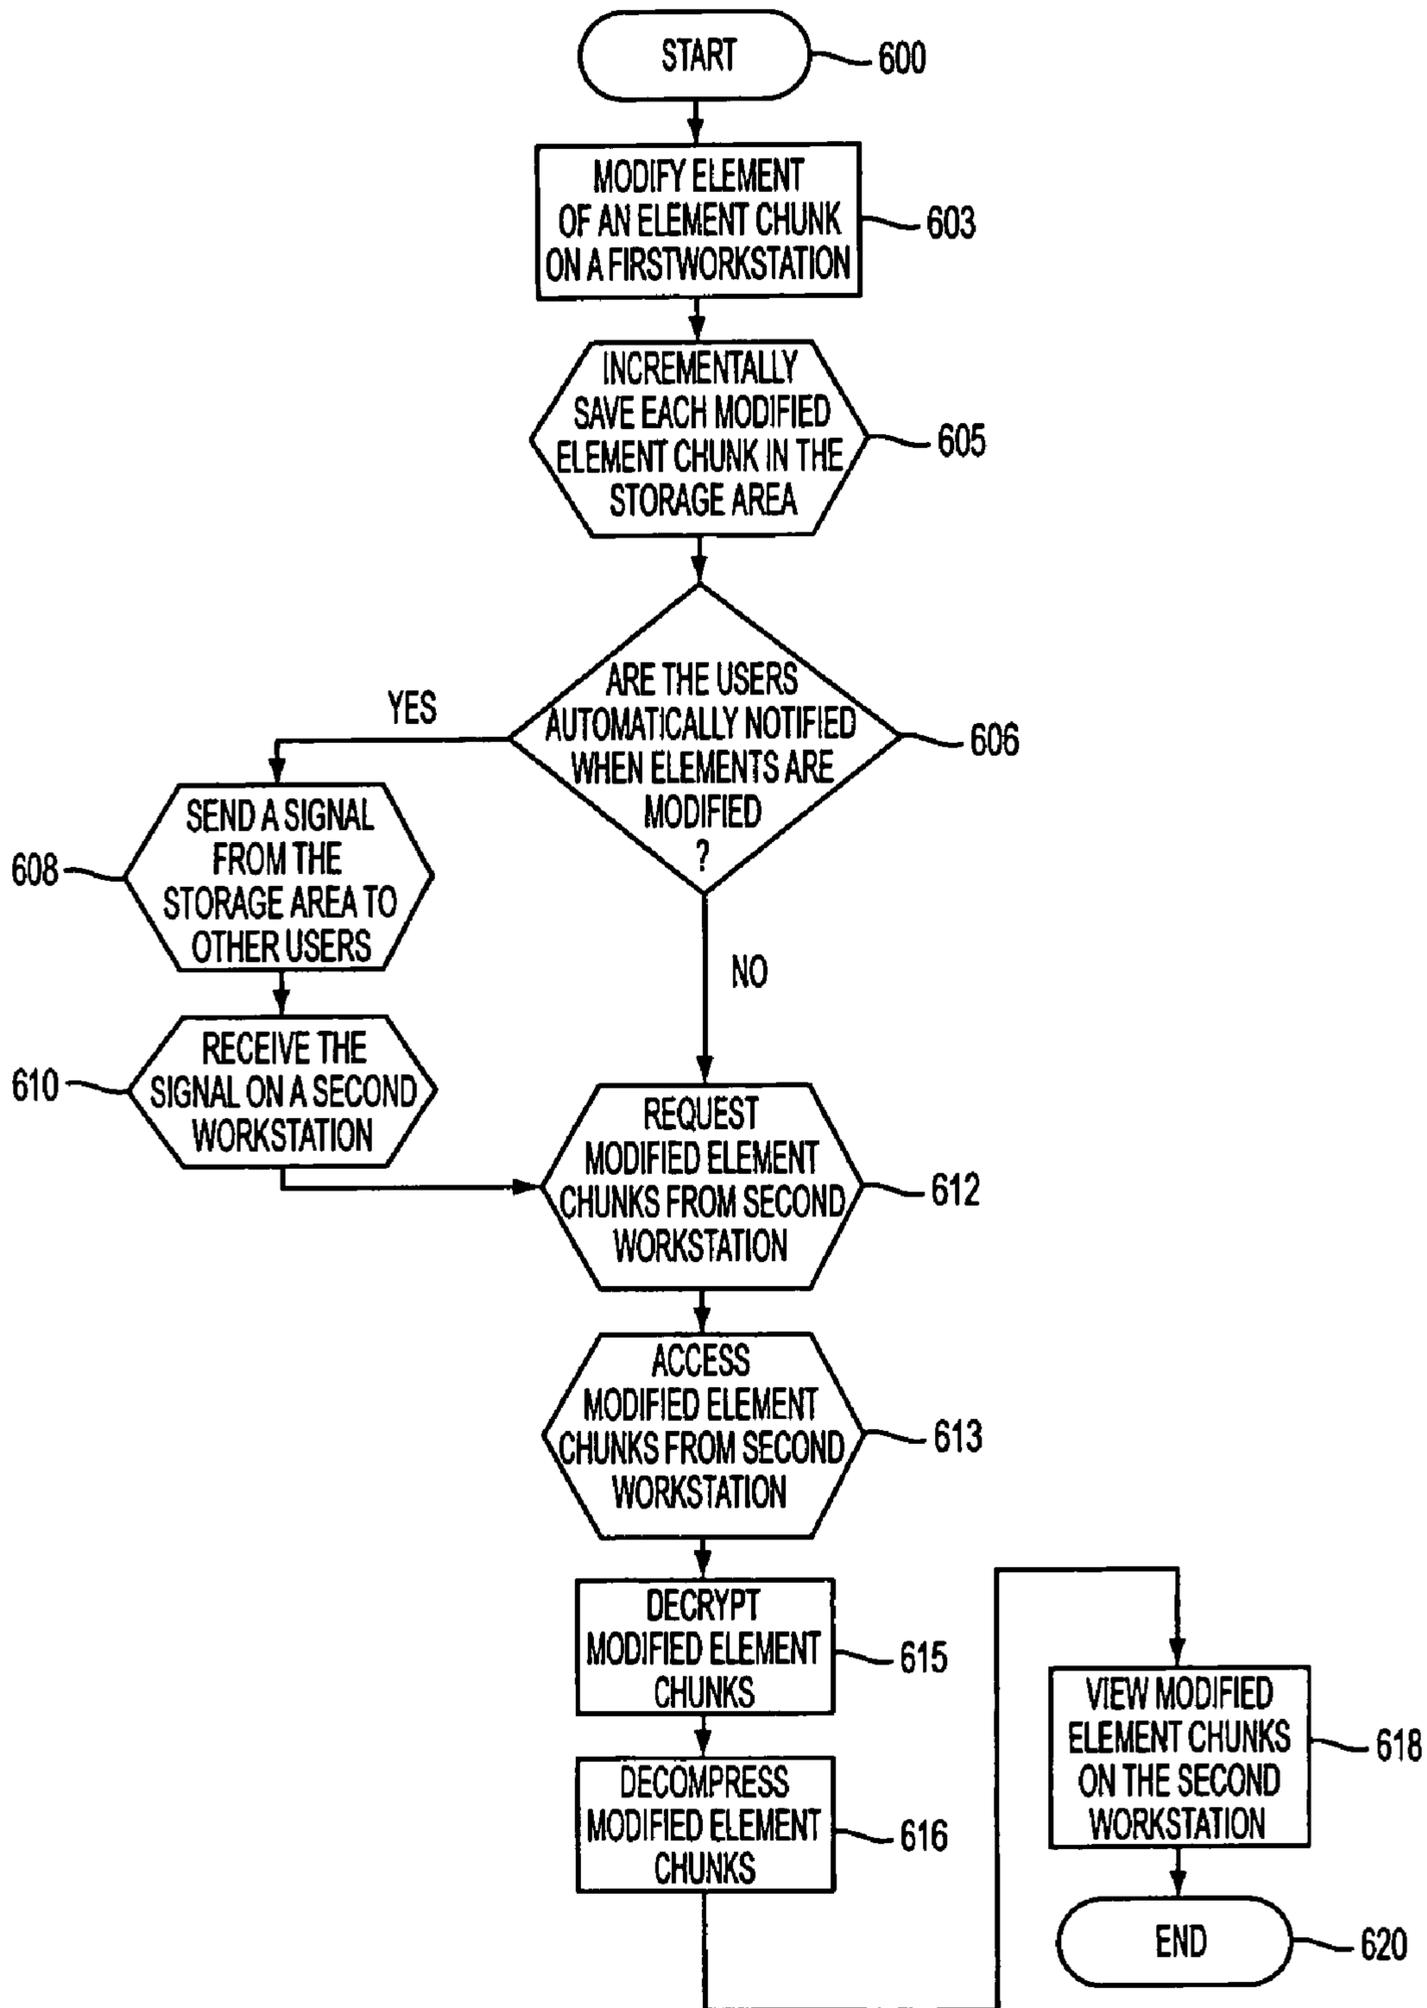 START
600
MODIFY ELEMENT
OF AN ELEMENT CHUNK
ON A FIRSTWORKSTATION
603
INCREMENTALLY
SAVE EACH MODIFIED
ELEMENT CHUNK IN THE
STORAGE AREA
605
ARE THE USERS
AUTOMATICALLY NOTIFIED
WHEN ELEMENTS ARE
MODIFIED
?
606
YES
SEND A SIGNAL
FROM THE
STORAGE AREA TO
OTHER USERS
608
RECEIVE THE
SIGNAL ON A SECOND
WORKSTATION
610
NO
REQUEST
MODIFIED ELEMENT
CHUNKS FROM SECOND
WORKSTATION
612
ACCESS
MODIFIED ELEMENT
CHUNKS FROM SECOND
WORKSTATION
613
DECRYPT
MODIFIED ELEMENT
CHUNKS
615
DECOMPRESS
MODIFIED ELEMENT
CHUNKS
616
VIEW MODIFIED
ELEMENT CHUNKS
ON THE SECOND
WORKSTATION
618
END
620